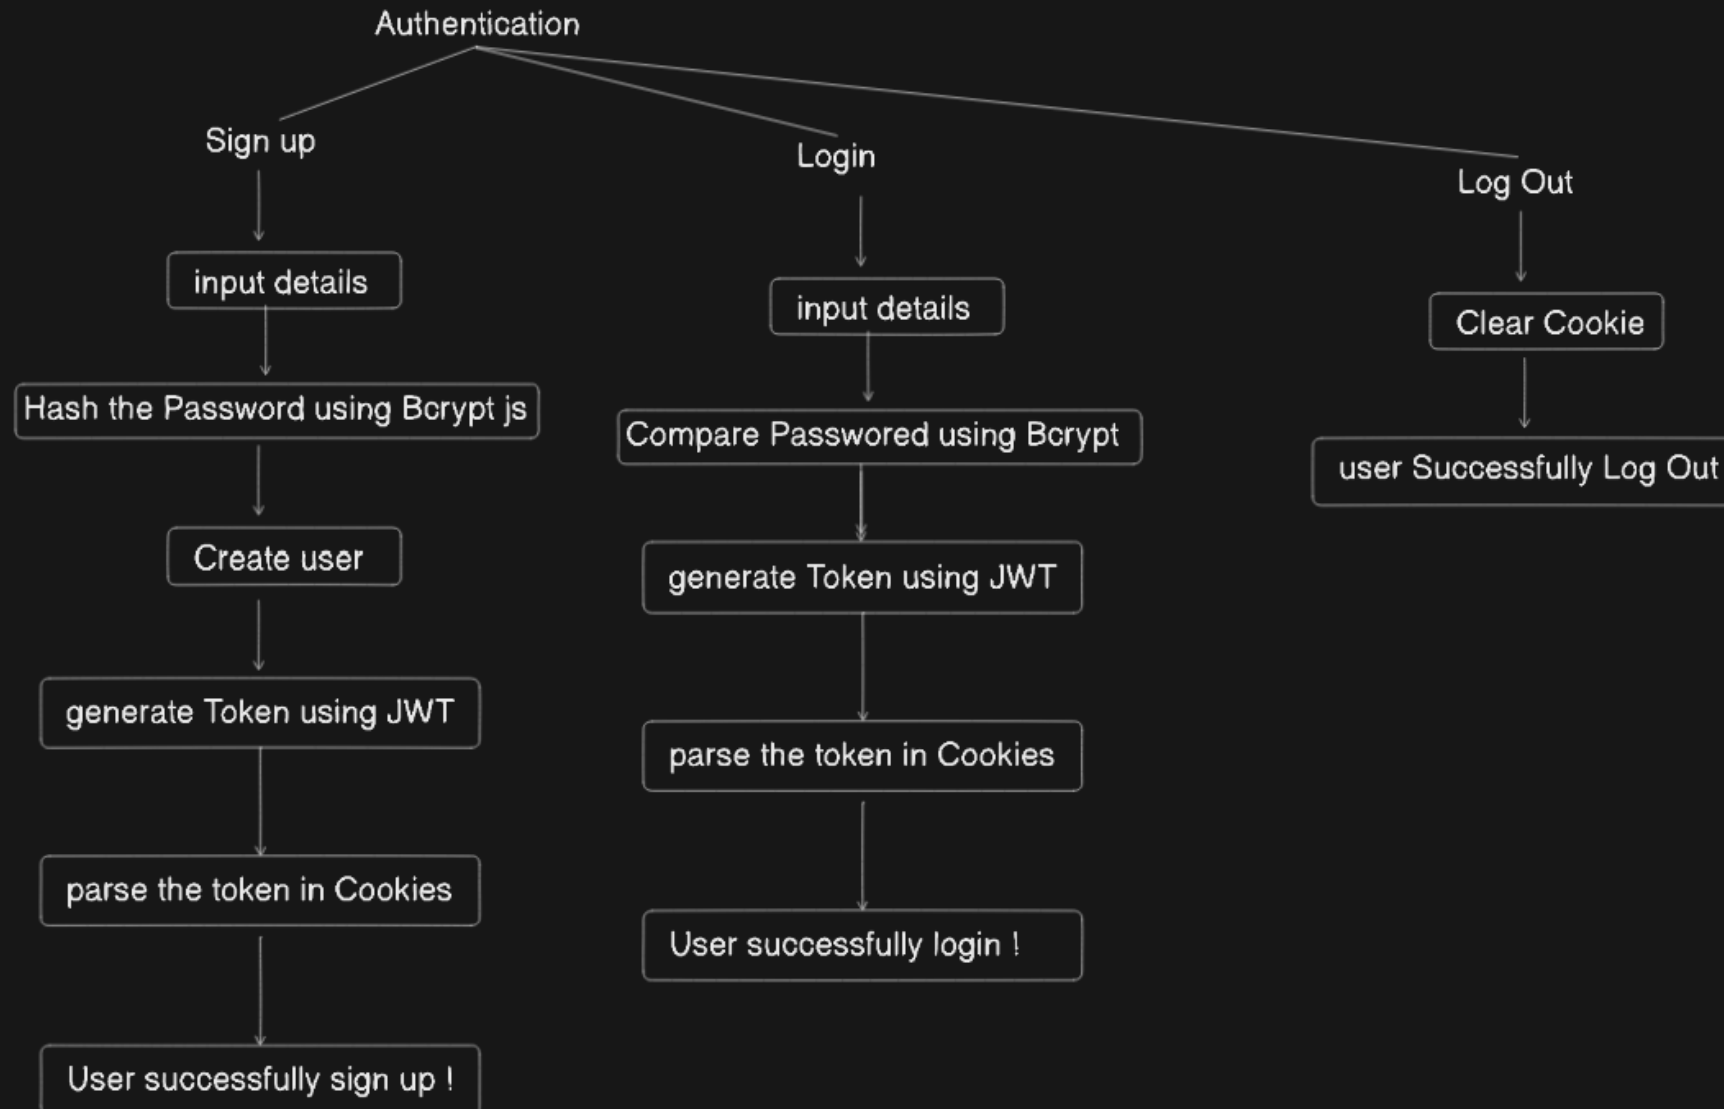 Authentication
Sign up
Login
Log Out
input details
input details
Clear Cookie
Hash the Password using Bcrypt js
Compare Passwored using Bcrypt
user Successfully Log Out
Create user
generate Token using JWT
generate Token using JWT
parse the token in Cookies
parse the token in Cookies
User successfully login !
User successfully sign up !